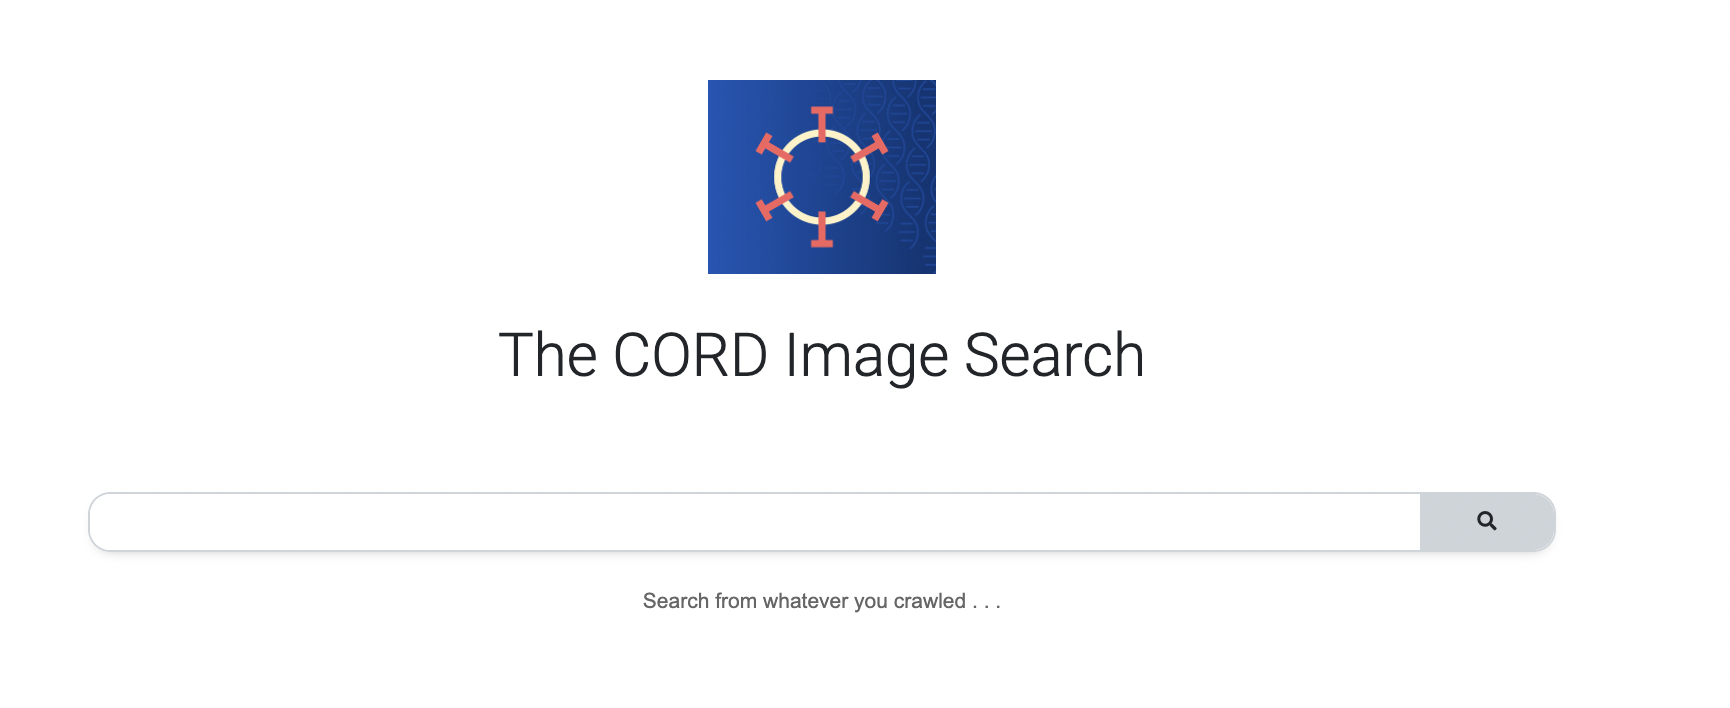 The CORD Image Search
Search from whatever you crawled . . .